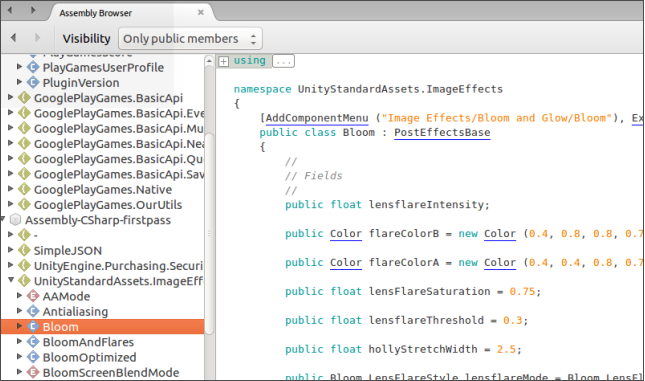 Assembly Browser
Visibility Only public members
PlayGamesScore
PlayGamesUserProfile
PluginVersion
GooglePlayGames.BasicApi
GooglePlayGames.BasicApi.Eve
GooglePlayGames.BasicApi.Mu
GooglePlayGames.BasicApi.Nea
GooglePlayGames.BasicApi.Qu
GooglePlayGames.BasicApi.Sav
GooglePlayGames.Native
GooglePlayGames.OurUtils
Assembly-CSharp-firstpass
-
SimpleJSON
UnityEngine.Purchasing.Securi
UnityStandardAssets.ImageEff
AAMode
Antialiasing
Bloom
BloomAndFlares
BloomOptimized
BloomScreenBlendMode
using ...
namespace UnityStandardAssets.ImageEffects
{
[AddComponentMenu ("Image Effects/Bloom and Glow/Bloom"), Ex
public class Bloom : PostEffectsBase
{
//
// Fields
//
public float lensflareIntensity;
public Color flareColorB = new Color (0.4, 0.8, 0.8, 0.7
public Color flareColorA = new Color (0.4, 0.4, 0.8, 0.7
public float lensFlareSaturation = 0.75;
public float lensflareThreshold = 0.3;
public float hollyStretchWidth = 2.5;
public Bloom.LensFlareStyle lensflareMode = Bloom.LensFl